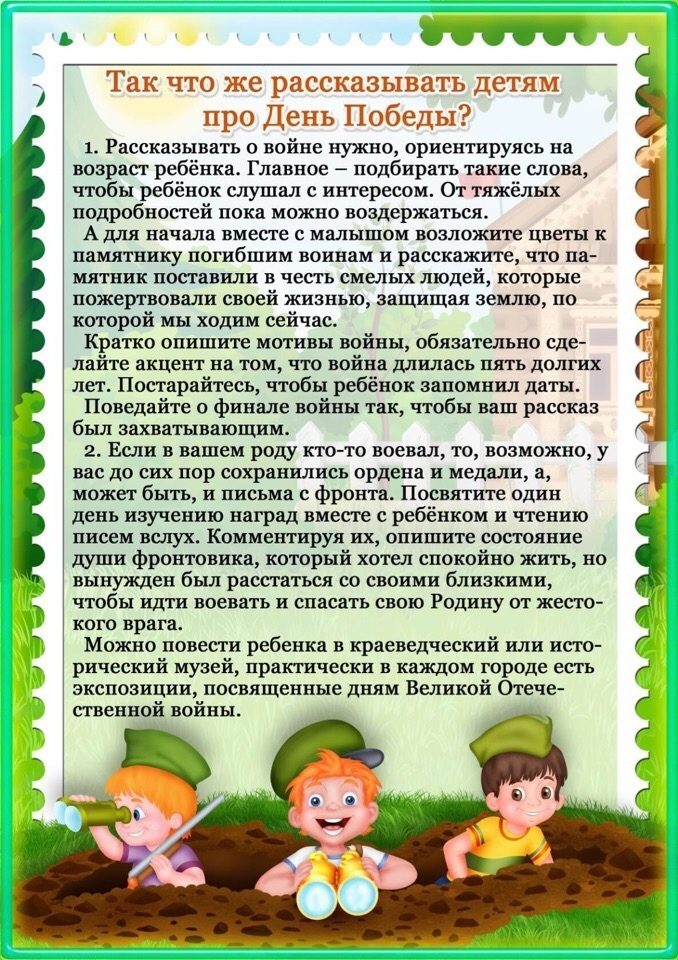 Так что же рассказывать детям
про День Победы?
1. Рассказывать о войне нужно, ориентируясь на
возраст ребёнка. Главное – подбирать такие слова,
чтобы ребёнок слушал с интересом. От тяжёлых
подробностей пока можно воздержаться.
А для начала вместе с малышом возложите цветы к
памятнику погибшим воинам и расскажите, что па-
мятник поставили в честь смелых людей, которые
пожертвовали своей жизнью, защищая землю, по
которой мы ходим сейчас.
Кратко опишите мотивы войны, обязательно сде-
лайте акцент на том, что война длилась пять долгих
лет. Постарайтесь, чтобы ребёнок запомнил даты.
Поведайте о финале войны так, чтобы ваш рассказ
был захватывающим.
2. Если в вашем роду кто-то воевал, то, возможно, у
вас до сих пор сохранились ордена и медали, а,
может быть, и письма с фронта. Посвятите один
день изучению наград вместе с ребёнком и чтению
писем вслух. Комментируя их, опишите состояние
души фронтовика, который хотел спокойно жить, но
вынужден был расстаться со своими близкими,
чтобы идти воевать и спасать свою Родину от жесто-
кого врага.
Можно повести ребенка в краеведческий или исто-
рический музей, практически в каждом городе есть
экспозиции, посвященные дням Великой Отече-
ственной войны.